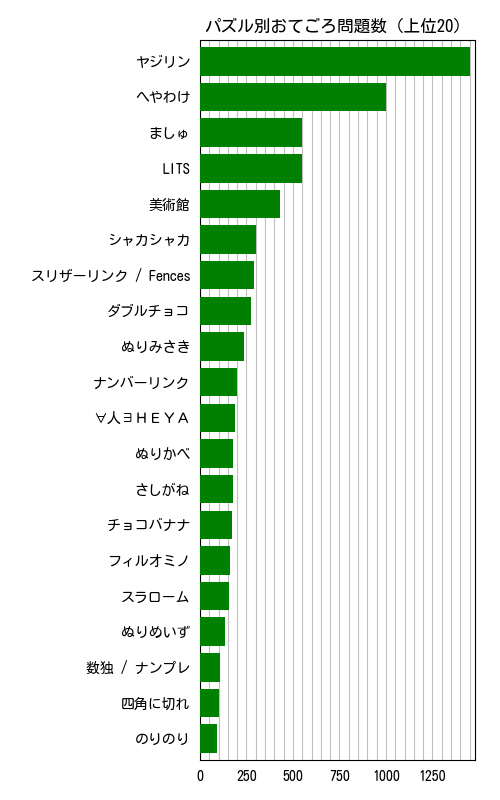 パズル別おてごろ問題数 (上位20)
ヤジリン
へやわけ
ましゅ
LITS
美術館
シャカシャカ
スリザーリンク / Fences
ダブルチョコ
ぬりみさき
ナンバーリンク
∀人ヨＨＥＹＡ
ぬりかべ
さしがね
チョコバナナ
フィルオミノ
スラローム
ぬりめいず
数独 / ナンプレ
四角に切れ
のりのり
0 250 500 750 1000 1250